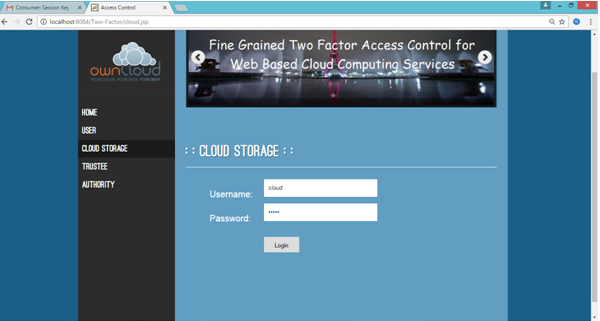 Consumer Session Key
Access Control
localhost:8084/Two-Factor/cloud.jsp
ownCloud
YOUR CLOUD, YOUR DATA, YOUR WAY!
Fine Grained Two Factor Access Control for
Web Based Cloud Computing Services
HOME
USER
CLOUD STORAGE
TRUSTEE
AUTHORITY
: : CLOUD STORAGE : :
Username: cloud
Password: •••••
Login